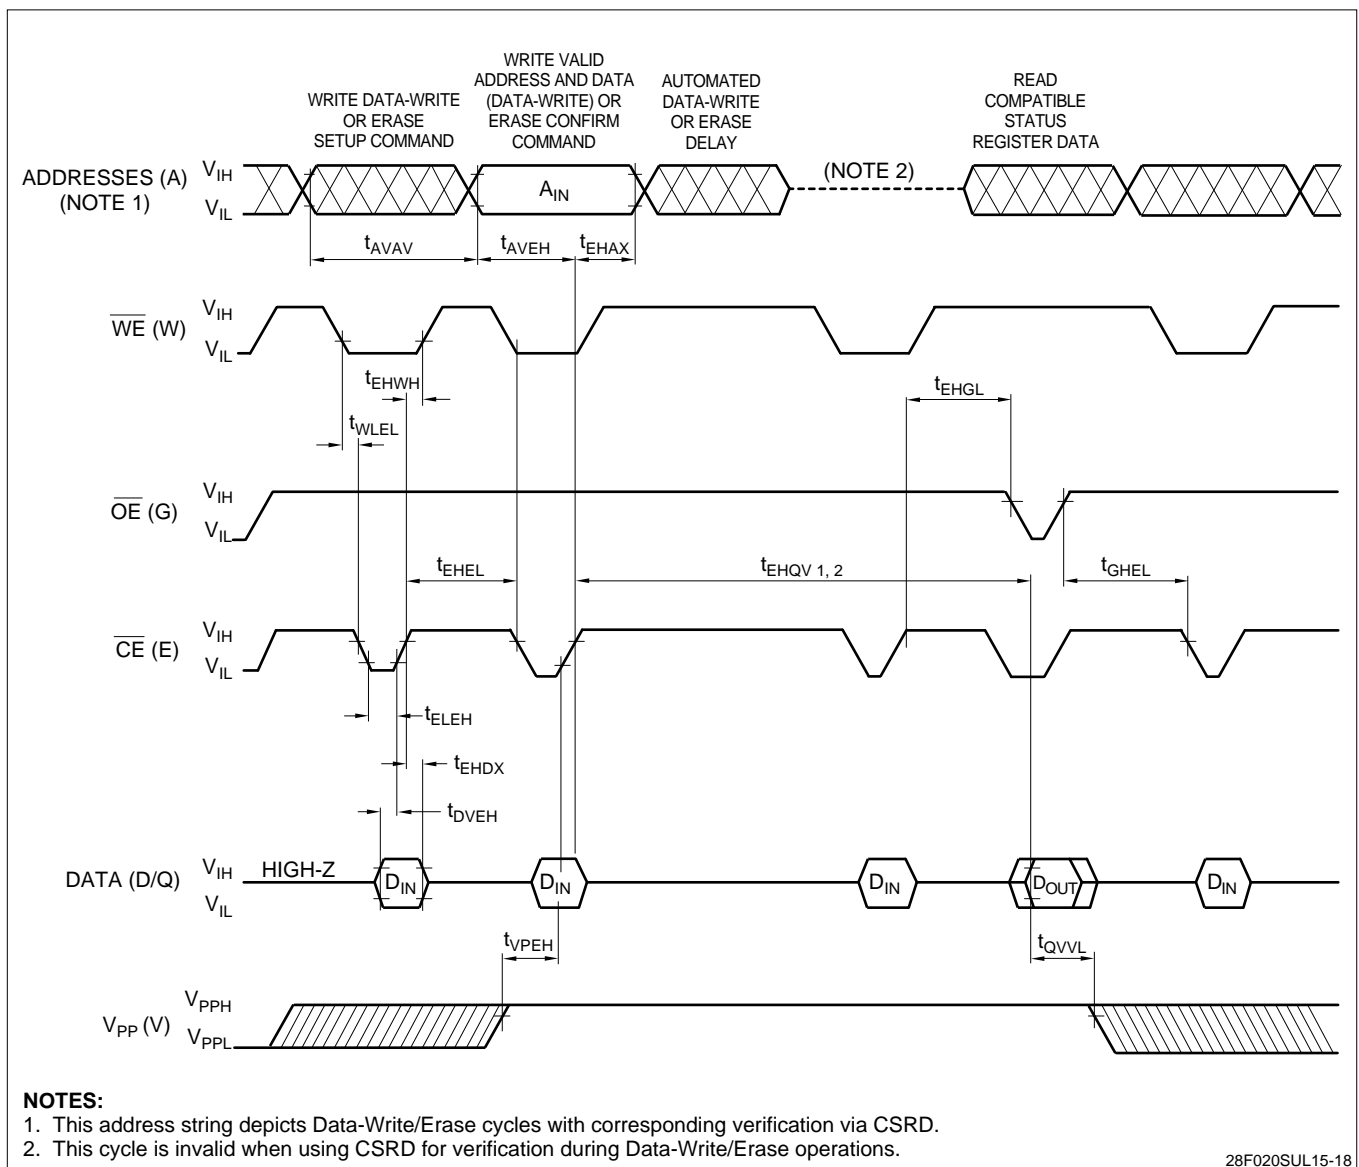 WRITE DATA-WRITE
OR ERASE
SETUP COMMAND
WRITE VALID
ADDRESS AND DATA
(DATA-WRITE) OR
ERASE CONFIRM
COMMAND
AUTOMATED
DATA-WRITE
OR ERASE
DELAY
READ
COMPATIBLE
STATUS
REGISTER DATA
ADDRESSES (A)
(NOTE 1)
VIH
VIL
AIN
(NOTE 2)
tAVAV
tAVEH
tEHAX
WE (W)
VIH
VIL
tEHWH
tWLEL
tEHGL
OE (G)
VIH
VIL
tEHEL
tEHQV 1, 2
tGHEL
CE (E)
VIH
VIL
tELEH
tEHDX
tDVEH
DATA (D/Q)
VIH
VIL
HIGH-Z
DIN
DIN
DIN
DOUT
DIN
tVPEH
tQVVL
VPP (V)
VPPH
VPPL
NOTES:
1. This address string depicts Data-Write/Erase cycles with corresponding verification via CSRD.
2. This cycle is invalid when using CSRD for verification during Data-Write/Erase operations.
28F020SUL15-18